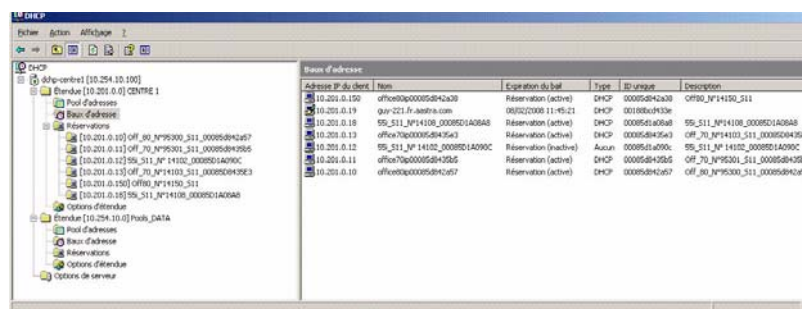 DHCP
Fichier Action Affichage ?
DHCP
dchp-centre1 [10.254.10.100]
Étendue [10.201.0.0] CENTRE 1
Pool d'adresses
Baux d'adresse
Réservations
[10.201.0.10] Off_80_N°95300_S11_00085d842a57
[10.201.0.11] Off_70_N°95301_S11_00085d8435b5
[10.201.0.12] 55i_S11_N° 14102_00085D1A090C
[10.201.0.13] Off_70_N°14103_S11_00085D8435E3
[10.201.0.150] Off80_N°14150_S11
[10.201.0.18] 55i_S11_N°14108_00085D1A08A8
Options d'étendue
Étendue [10.254.10.0] Pools_DATA
Pool d'adresses
Baux d'adresse
Réservations
Options d'étendue
Options de serveur
Baux d'adresse
Adresse IP du client Nom Expiration du bail Type ID unique Description
10.201.0.150 office80p00085d842a38 Réservation (active) DHCP 00085d842a38 Off80_N°14150_S11
10.201.0.19 guy-221.fr.aastra.com 08/02/2008 11:45:21 DHCP 00188bcd433e
10.201.0.18 55i_S11_N°14108_00085D1A08A8 Réservation (active) DHCP 00085d1a08a8 55i_S11_N°14108_00085D1A08A8
10.201.0.13 office70p00085d8435e3 Réservation (active) DHCP 00085d8435e3 Off_70_N°14103_S11_00085D8435
10.201.0.12 55i_S11_N° 14102_00085D1A090C Réservation (inactive) Aucun 00085d1a090c 55i_S11_N° 14102_00085D1A090C
10.201.0.11 office70p00085d8435b5 Réservation (active) DHCP 00085d8435b5 Off_70_N°95301_S11_00085d8435
10.201.0.10 office80p00085d842a57 Réservation (active) DHCP 00085d842a57 Off_80_N°95300_S11_00085d842a5